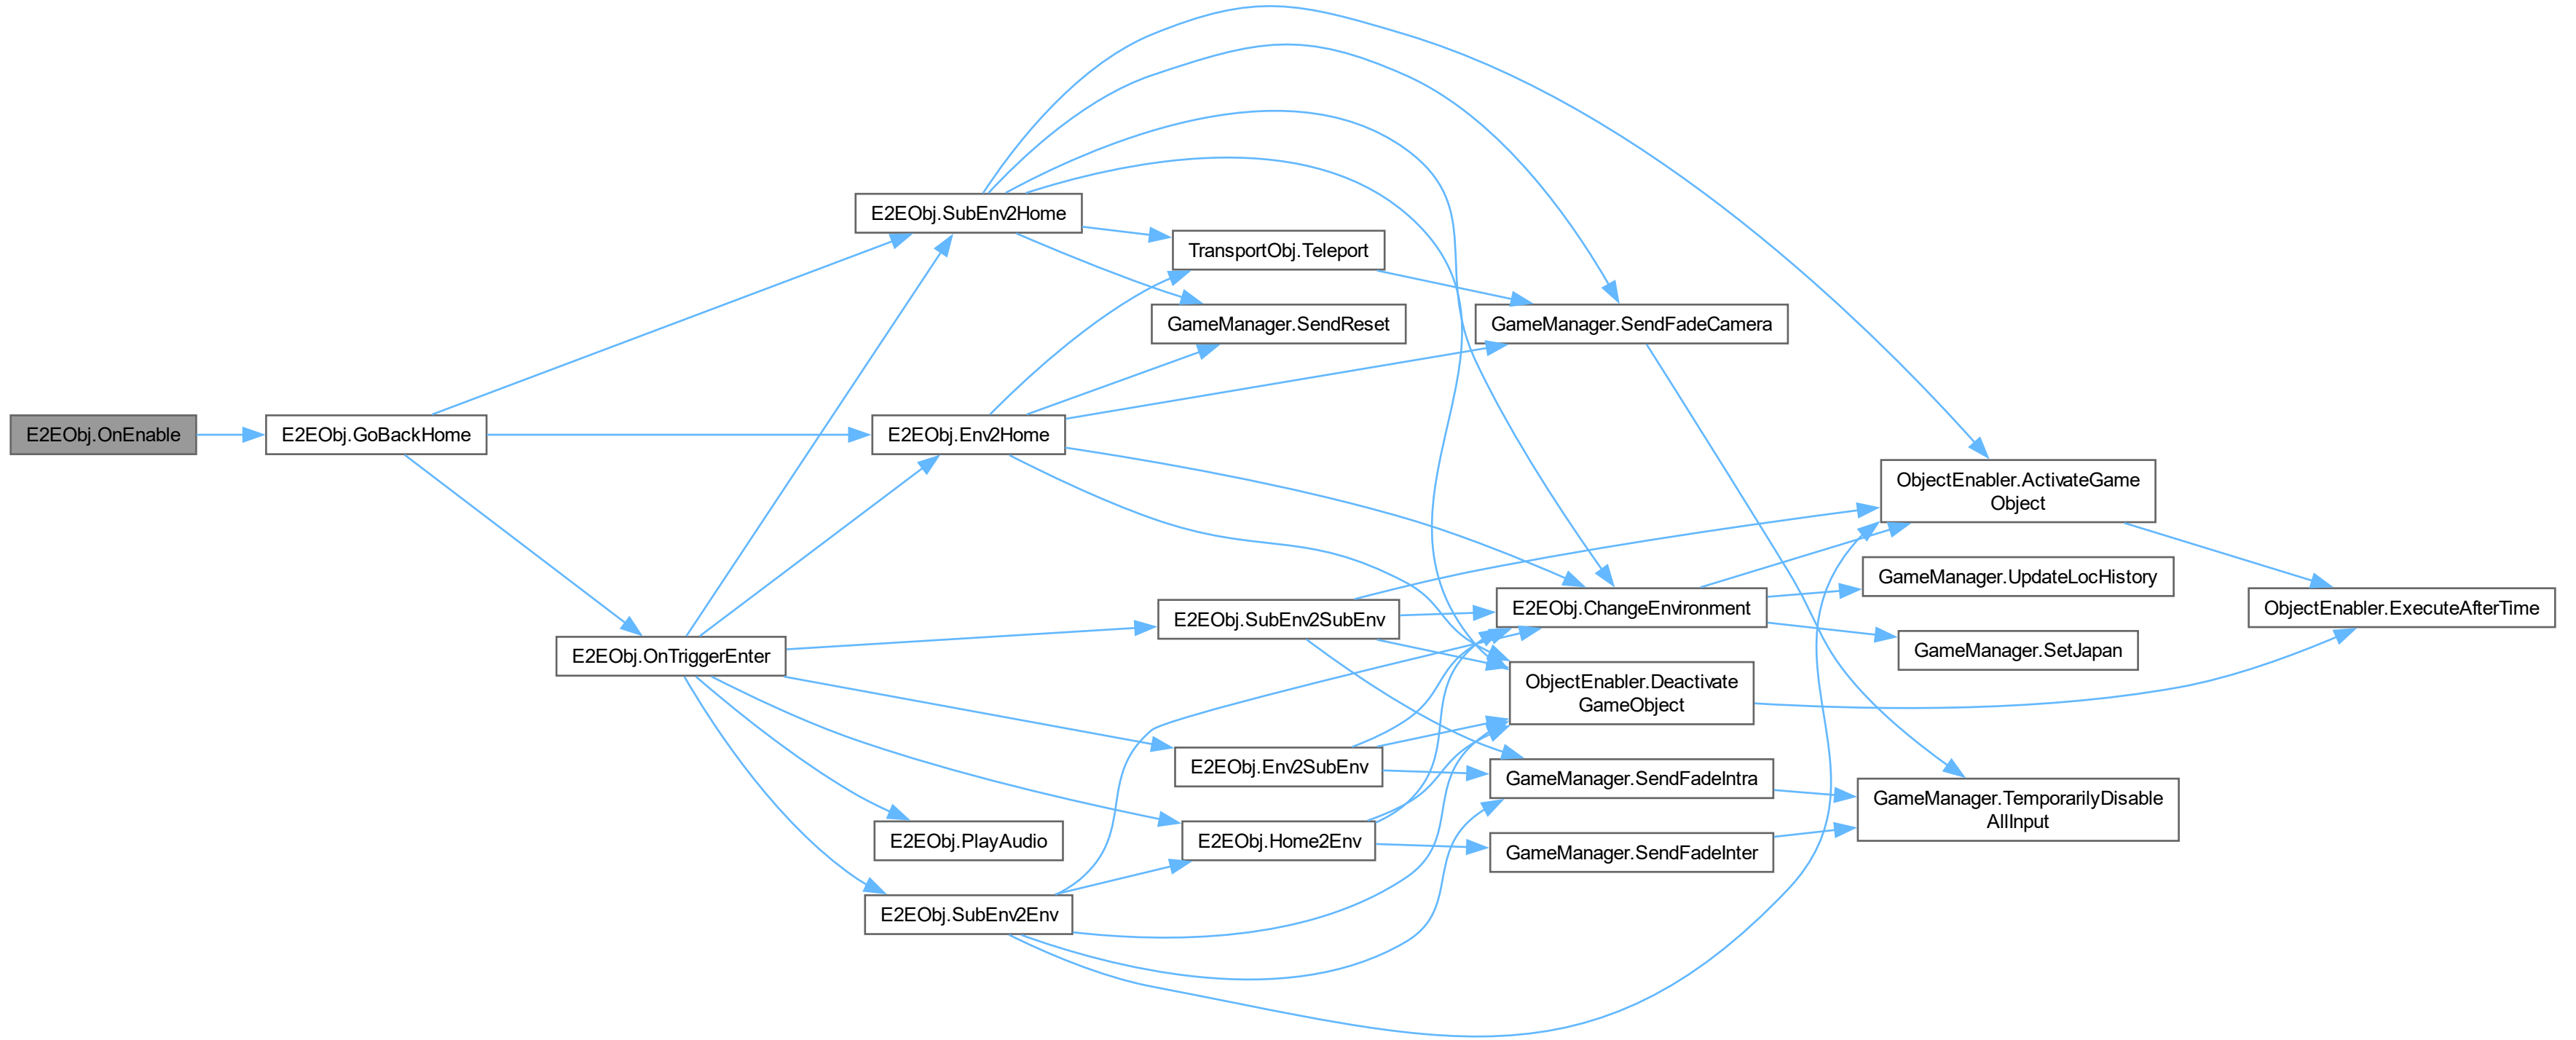 E2EObj.OnEnable
E2EObj.GoBackHome
E2EObj.SubEnv2Home
E2EObj.Env2Home
E2EObj.OnTriggerEnter
E2EObj.PlayAudio
E2EObj.SubEnv2Env
TransportObj.Teleport
GameManager.SendReset
E2EObj.SubEnv2SubEnv
E2EObj.Env2SubEnv
E2EObj.Home2Env
GameManager.SendFadeCamera
E2EObj.ChangeEnvironment
ObjectEnabler.Deactivate
GameObject
GameManager.SendFadeIntra
GameManager.SendFadeInter
ObjectEnabler.ActivateGame
Object
GameManager.UpdateLocHistory
GameManager.SetJapan
GameManager.TemporarilyDisable
AllInput
ObjectEnabler.ExecuteAfterTime